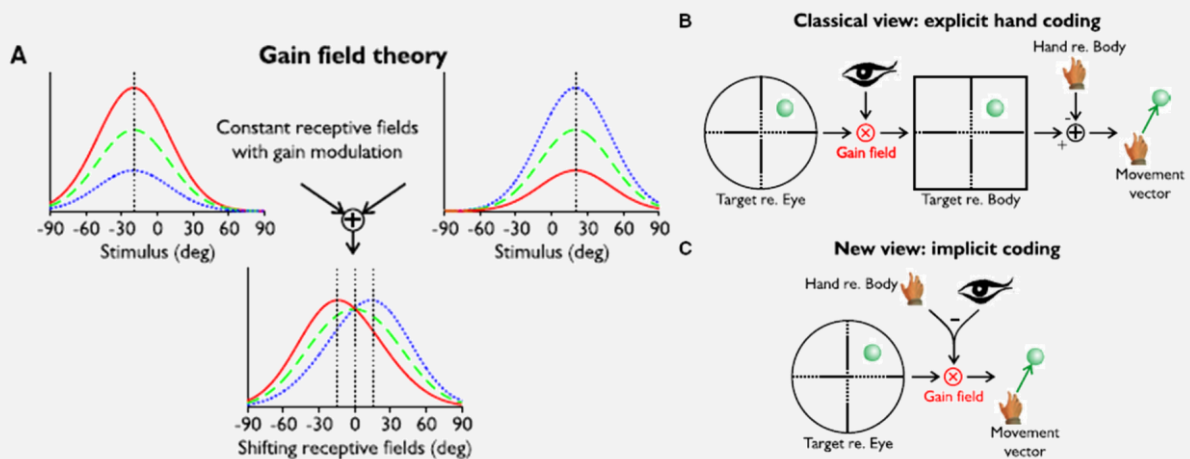 A
Gain field theory
Constant receptive fields
with gain modulation
-90 -60 -30 0 30 60 90
Stimulus (deg)
-90 -60 -30 0 30 60 90
Stimulus (deg)
+
-90 -60 -30 0 30 60 90
Shifting receptive fields (deg)
B
Classical view: explicit hand coding
Hand re. Body
-
+
Gain field
Target re. Eye
Target re. Body
Movement
vector
C
New view: implicit coding
Hand re. Body
-
Gain field
Target re. Eye
Movement
vector